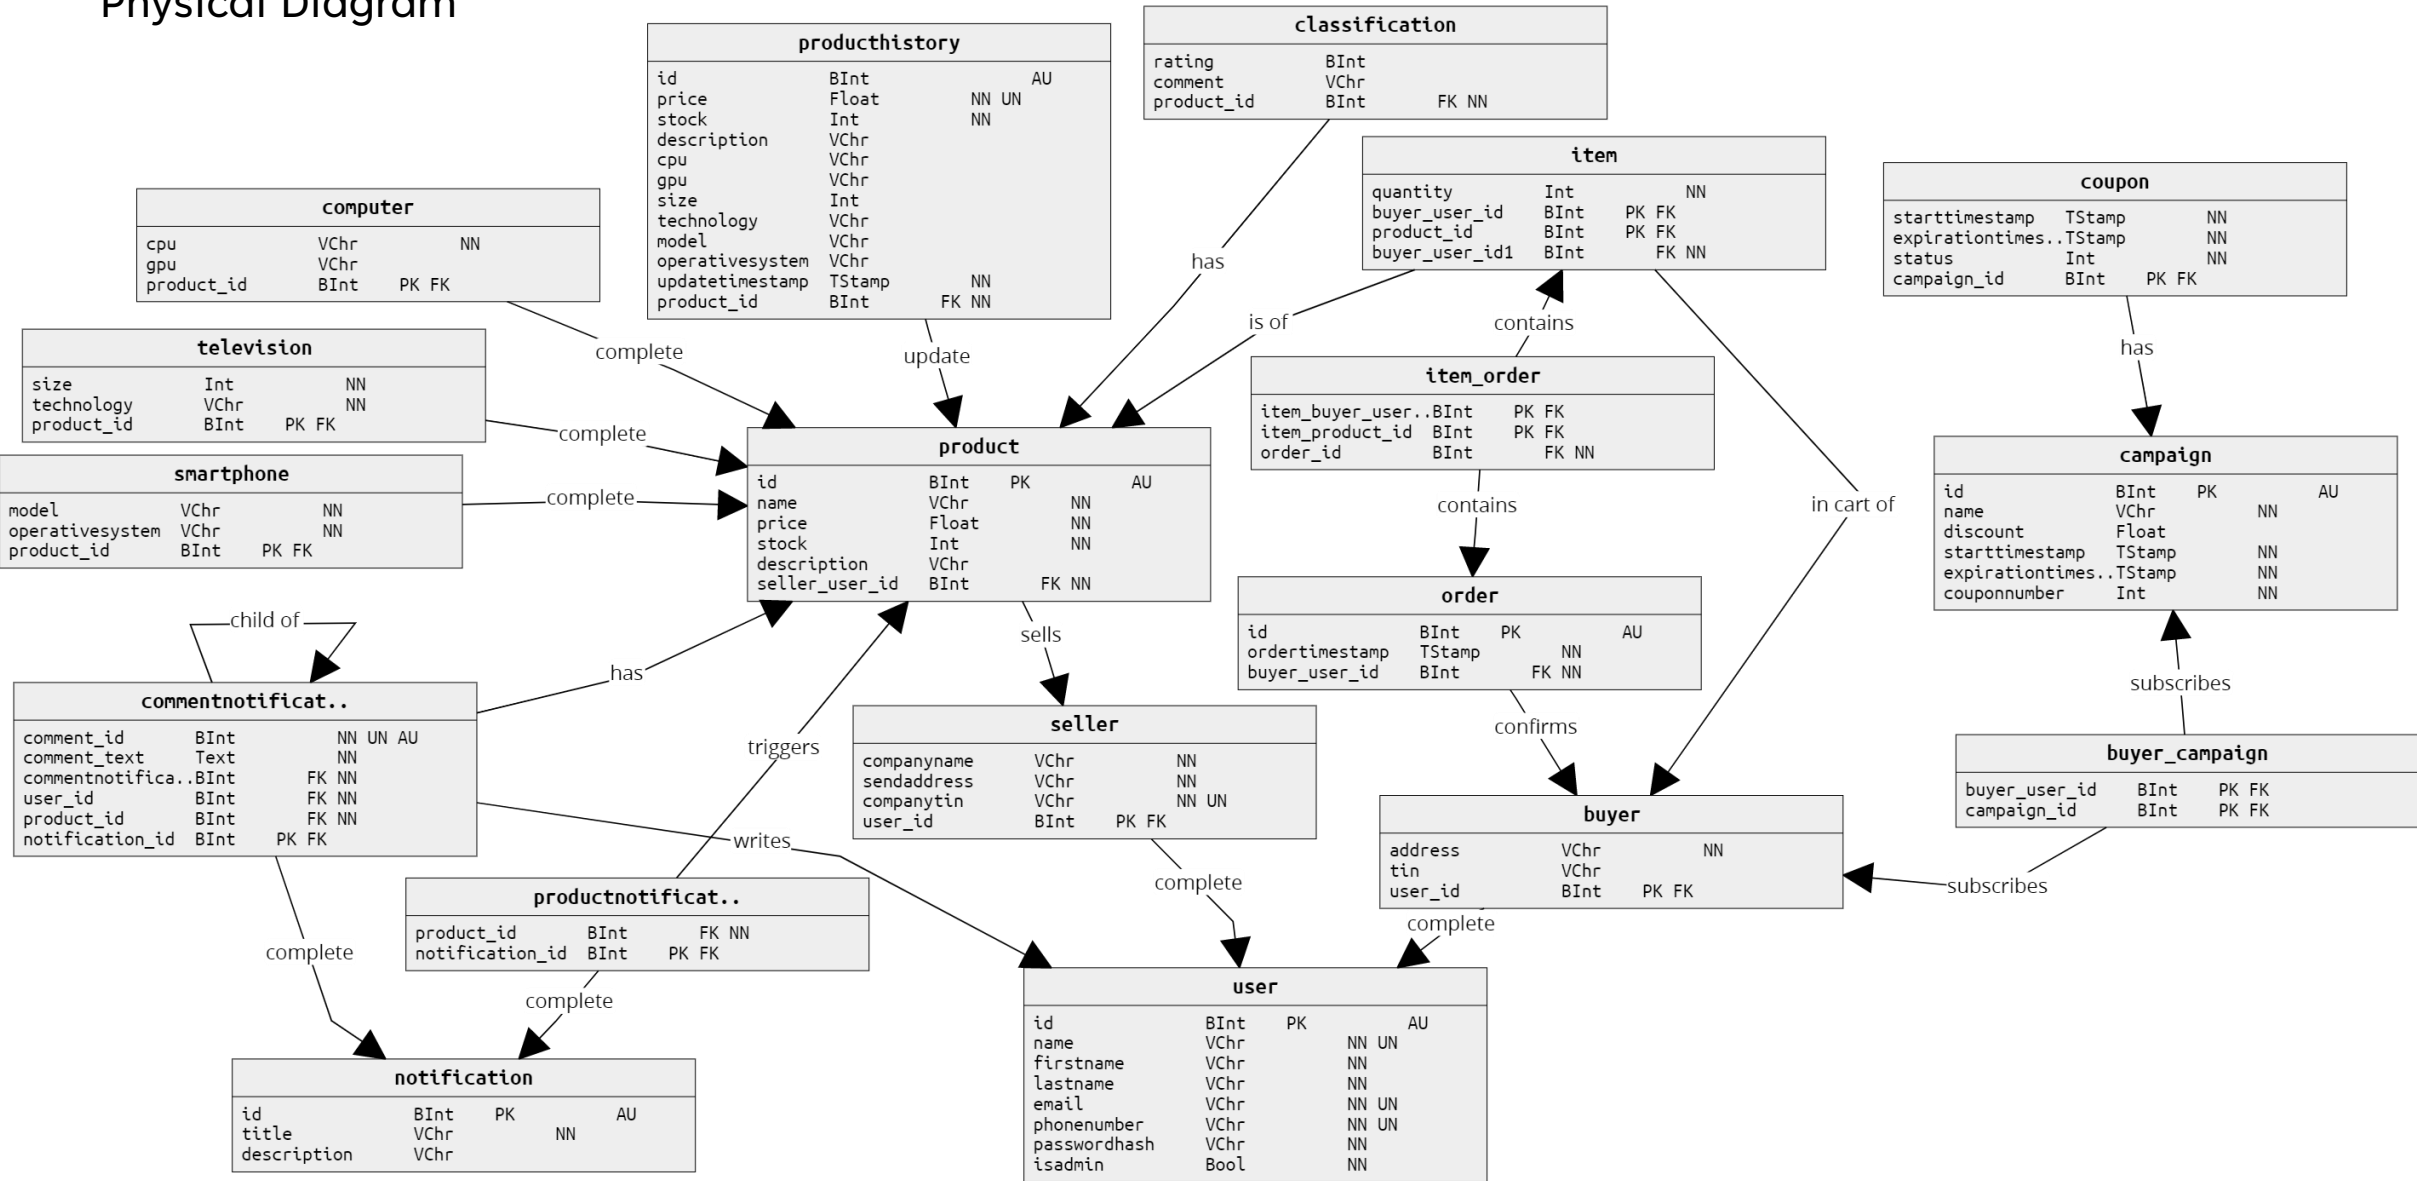 Physical Diagram
producthistory
id BInt AU
price Float NN UN
stock Int NN
description VChr
cpu VChr
gpu VChr
size Int
technology VChr
model VChr
operativesystem VChr
updatetimestamp TStamp NN
product_id BInt FK NN
classification
rating BInt
comment VChr
product_id BInt FK NN
item
quantity Int NN
buyer_user_id BInt PK FK
product_id BInt PK FK
buyer_user_id1 BInt FK NN
coupon
starttimestamp TStamp NN
expirationtimes.. TStamp NN
status Int NN
campaign_id BInt PK FK
computer
cpu VChr NN
gpu VChr
product_id BInt PK FK
has
is of
contains
has
complete
update
television
size Int NN
technology VChr NN
product_id BInt PK FK
complete
item_order
item_buyer_user.. BInt PK FK
item_product_id BInt PK FK
order_id BInt FK NN
smartphone
model VChr NN
operativesystem VChr NN
product_id BInt PK FK
complete
product
id BInt PK AU
name VChr NN
price Float NN
stock Int NN
description VChr
seller_user_id BInt FK NN
contains
in cart of
campaign
id BInt PK AU
name VChr NN
discount Float
starttimestamp TStamp NN
expirationtimes.. TStamp NN
couponnumber Int NN
child of
sells
order
id BInt PK AU
ordertimestamp TStamp NN
buyer_user_id BInt FK NN
has
subscribes
commentnotificat..
comment_id BInt NN UN AU
comment_text Text NN
commentnotifica.. BInt FK NN
user_id BInt FK NN
product_id BInt FK NN
notification_id BInt PK FK
triggers
seller
companyname VChr NN
sendaddress VChr NN
companytin VChr NN UN
user_id BInt PK FK
confirms
buyer_campaign
buyer_user_id BInt PK FK
campaign_id BInt PK FK
writes
buyer
address VChr NN
tin VChr
user_id BInt PK FK
subscribes
complete
complete
productnotificat..
product_id BInt FK NN
notification_id BInt PK FK
complete
complete
user
id BInt PK AU
name VChr NN UN
firstname VChr NN
lastname VChr NN
email VChr NN UN
phonenumber VChr NN UN
passwordhash VChr NN
isadmin Bool NN
notification
id BInt PK AU
title VChr NN
description VChr